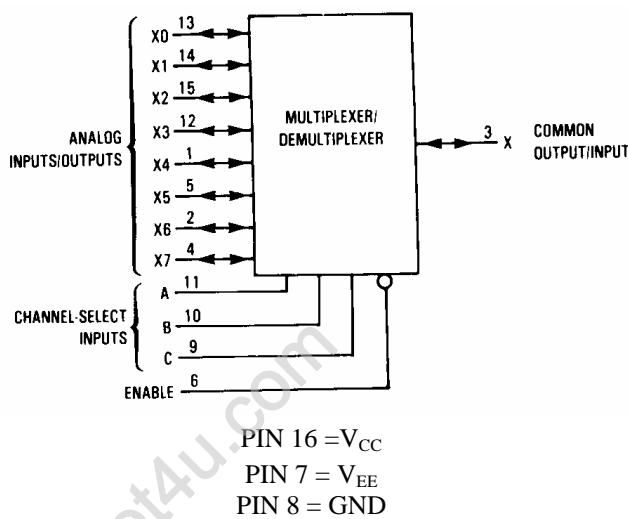 X0 13
X1 14
X2 15
X3 12
X4 1
X5 5
X6 2
X7 4
ANALOG
INPUTS/OUTPUTS
MULTIPLEXER/
DEMULTIPLEXER
3 X
COMMON
OUTPUT/INPUT
A 11
B 10
C 9
CHANNEL-SELECT
INPUTS
ENABLE 6
PIN 16 =VCC
PIN 7 = VEE
PIN 8 = GND
et4u.com